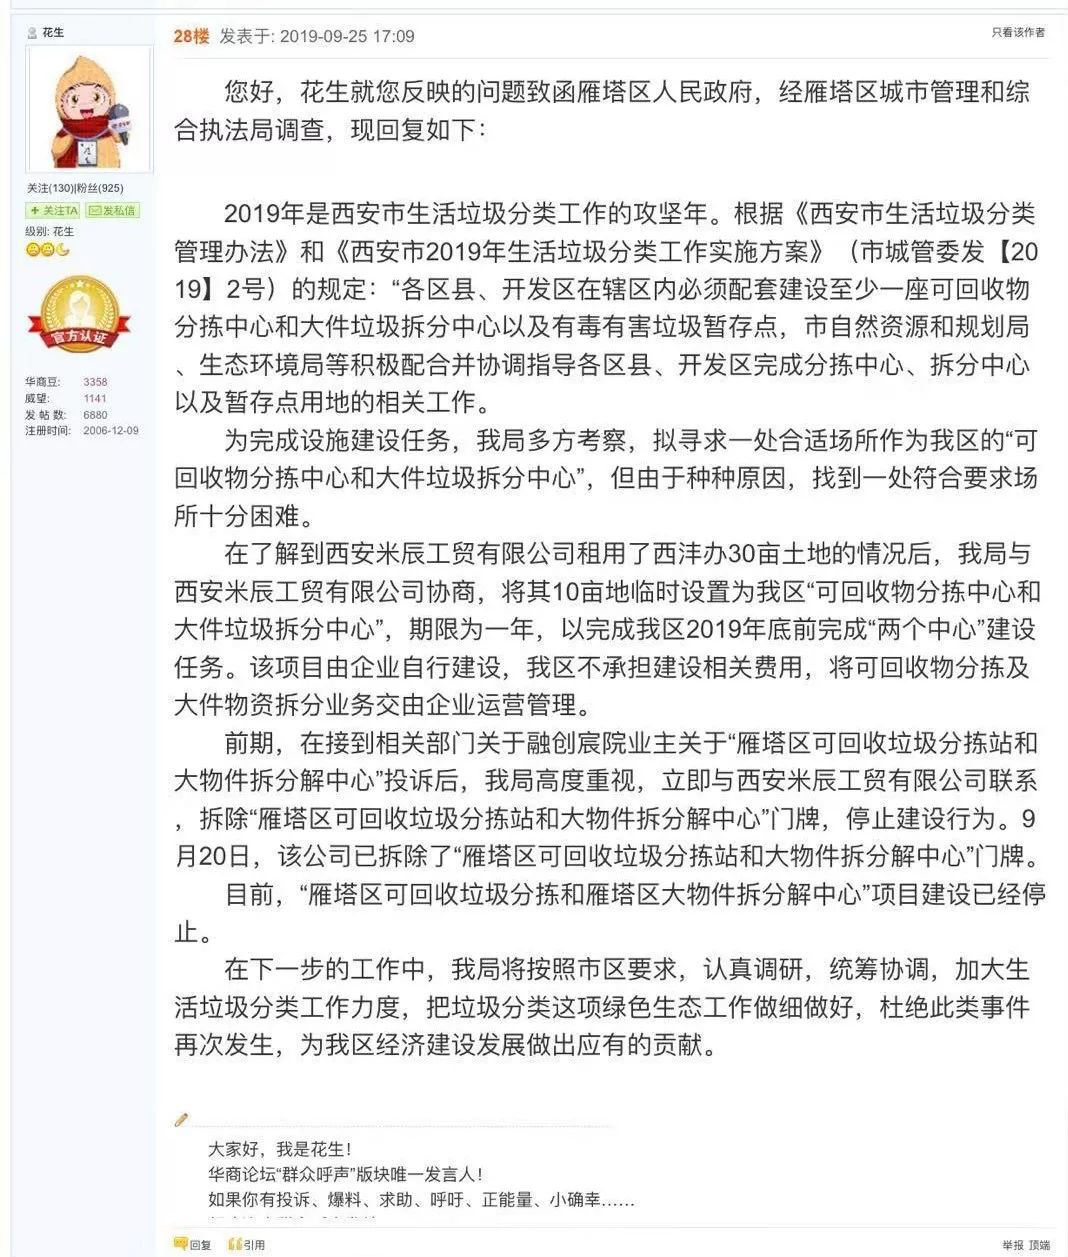 花生
28楼 发表于: 2019-09-25 17:09
只看该作者
关注(130)|粉丝(925)
+ 关注TA 发私信
级别: 花生
官方认证
华商豆: 3358
威望: 1141
发 帖 数: 6880
注册时间: 2006-12-09
您好，花生就您反映的问题致函雁塔区人民政府，经雁塔区城市管理和综
合执法局调查，现回复如下：
2019年是西安市生活垃圾分类工作的攻坚年。根据《西安市生活垃圾分类
管理办法》和《西安市2019年生活垃圾分类工作实施方案》（市城管委发【20
19】2号）的规定：“各区县、开发区在辖区内必须配套建设至少一座可回收物
分拣中心和大件垃圾拆分中心以及有毒有害垃圾暂存点，市自然资源和规划局
、生态环境局等积极配合并协调指导各区县、开发区完成分拣中心、拆分中心
以及暂存点用地的相关工作。
为完成设施建设任务，我局多方考察，拟寻求一处合适场所作为我区的“可
回收物分拣中心和大件垃圾拆分中心”，但由于种种原因，找到一处符合要求场
所十分困难。
在了解到西安米辰工贸有限公司租用了西沣办30亩土地的情况后，我局与
西安米辰工贸有限公司协商，将其10亩地临时设置为我区“可回收物分拣中心和
大件垃圾拆分中心”，期限为一年，以完成我区2019年底前完成“两个中心”建设
任务。该项目由企业自行建设，我区不承担建设相关费用，将可回收物分拣及
大件物资拆分业务交由企业运营管理。
前期，在接到相关部门关于融创宸院业主关于“雁塔区可回收垃圾分拣站和
大物件拆分解中心”投诉后，我局高度重视，立即与西安米辰工贸有限公司联系
，拆除“雁塔区可回收垃圾分拣站和大物件拆分解中心”门牌，停止建设行为。9
月20日，该公司已拆除了“雁塔区可回收垃圾分拣站和大物件拆分解中心”门牌。
目前，“雁塔区可回收垃圾分拣和雁塔区大物件拆分解中心”项目建设已经停
止。
在下一步的工作中，我局将按照市区要求，认真调研，统筹协调，加大生
活垃圾分类工作力度，把垃圾分类这项绿色生态工作做细做好，杜绝此类事件
再次发生，为我区经济建设发展做出应有的贡献。
大家好，我是花生！
华商论坛“群众呼声”版块唯一发言人！
如果你有投诉、爆料、求助、呼吁、正能量、小确幸……
回复 引用
举报 顶端